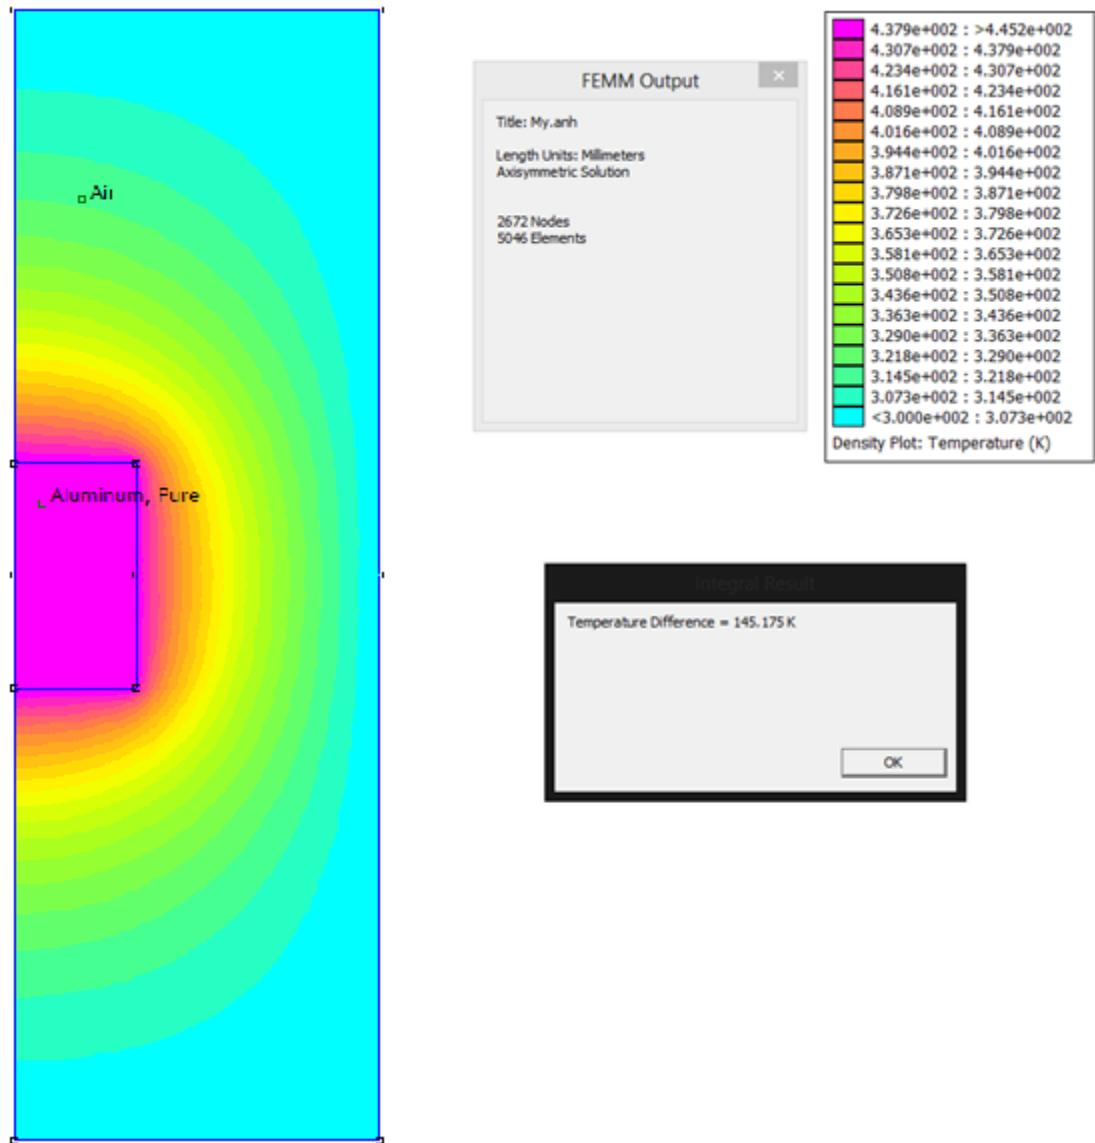 Air
Aluminum, Pure
FEMM Output
Title: My.anh
Length Units: Millimeters
Axisymmetric Solution
2672 Nodes
5046 Elements
4.379e+002 : >4.452e+002
4.307e+002 : 4.379e+002
4.234e+002 : 4.307e+002
4.161e+002 : 4.234e+002
4.089e+002 : 4.161e+002
4.016e+002 : 4.089e+002
3.944e+002 : 4.016e+002
3.871e+002 : 3.944e+002
3.798e+002 : 3.871e+002
3.726e+002 : 3.798e+002
3.653e+002 : 3.726e+002
3.581e+002 : 3.653e+002
3.508e+002 : 3.581e+002
3.436e+002 : 3.508e+002
3.363e+002 : 3.436e+002
3.290e+002 : 3.363e+002
3.218e+002 : 3.290e+002
3.145e+002 : 3.218e+002
3.073e+002 : 3.145e+002
<3.000e+002 : 3.073e+002
Density Plot: Temperature (K)
Integral Result
Temperature Difference = 145.175 K
OK